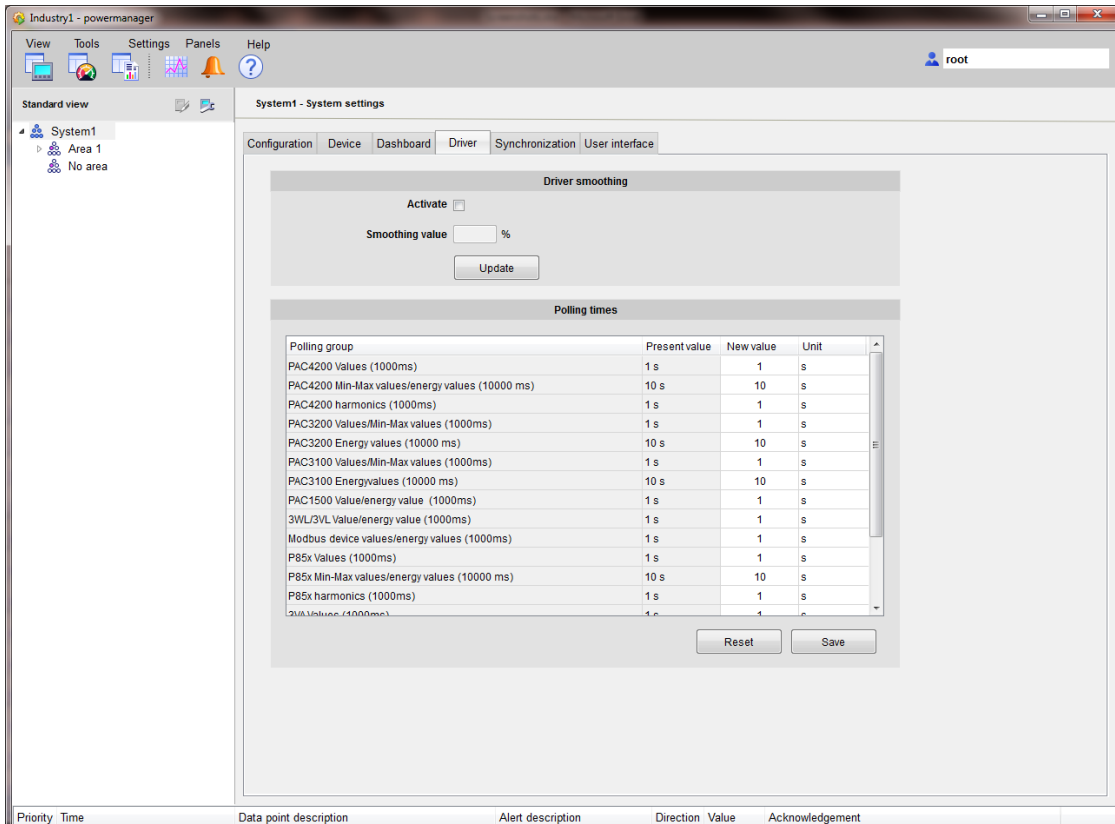 Industry1 - powermanager
View Tools Settings Panels Help
root
Standard view
System1 - System settings
System1
Area 1
No area
Configuration Device Dashboard Driver Synchronization User interface
Driver smoothing
Activate
Smoothing value %
Update
Polling times
Polling group Present value New value Unit
PAC4200 Values (1000ms) 1 s 1 s
PAC4200 Min-Max values/energy values (10000 ms) 10 s 10 s
PAC4200 harmonics (1000ms) 1 s 1 s
PAC3200 Values/Min-Max values (1000ms) 1 s 1 s
PAC3200 Energy values (10000 ms) 10 s 10 s
PAC3100 Values/Min-Max values (1000ms) 1 s 1 s
PAC3100 Energyvalues (10000 ms) 10 s 10 s
PAC1500 Value/energy value (1000ms) 1 s 1 s
3WL/3VL Value/energy value (1000ms) 1 s 1 s
Modbus device values/energy values (1000ms) 1 s 1 s
P85x Values (1000ms) 1 s 1 s
P85x Min-Max values/energy values (10000 ms) 10 s 10 s
P85x harmonics (1000ms) 1 s 1 s
3VA Values (1000ms) 1 s 1 s
Reset Save
Priority Time Data point description Alert description Direction Value Acknowledgement